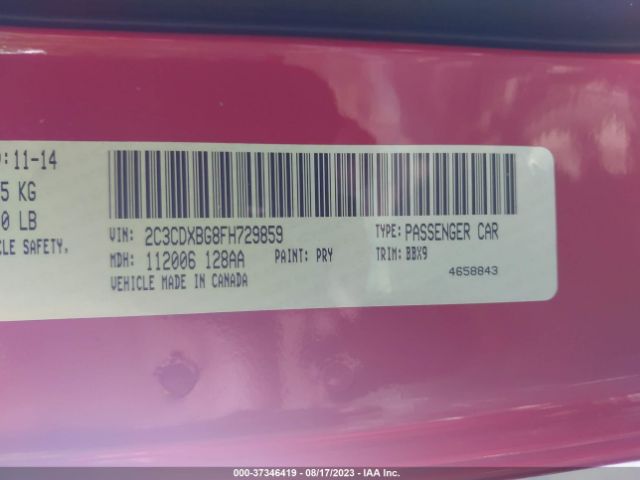 :11-14
5 KG
0 LB
CLE SAFETY.
VIN: 2C3CDXBG8FH729859
TYPE: PASSENGER CAR
MDH: 112006 128AA
PAINT: PRY
TRIM: BBX9
VEHICLE MADE IN CANADA
4658843
000-37346419 - 08/17/2023 - IAA Inc.